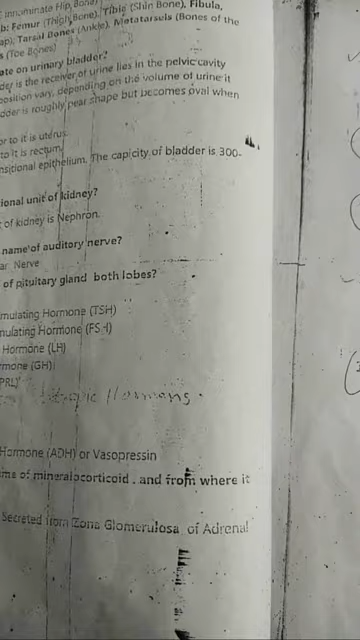 Innominate Hip Bone)
b: Femur (Thigh Bone), Tibia (Shin Bone), Fibula,
ap), Tarsal Bones (Ankle), Metatarsels (Bones of the
s (Toe Bones)
ate on urinary bladder?
der is the receiver of urine lies in the pelvic cavity
position vary, depending on the volume of urine it
dder is roughly pear shape but becomes oval when
or to it is uterus.
to it is rectum.
nsitional epithelium. The capicity of bladder is 300-
ional unit of kidney?
t of kidney is Nephron.
name of auditory nerve?
ar Nerve
of pituitary gland both lobes?
mulating Hormone (TSH)
mulating Hormone (FSH)
Hormone (LH)
rmone (GH)
PRL)
Hormans.
Hormone (ADH) or Vasopressin
me of mineralocorticoid . and from where it
Secreted from Zona Glomerulosa of Adrenal